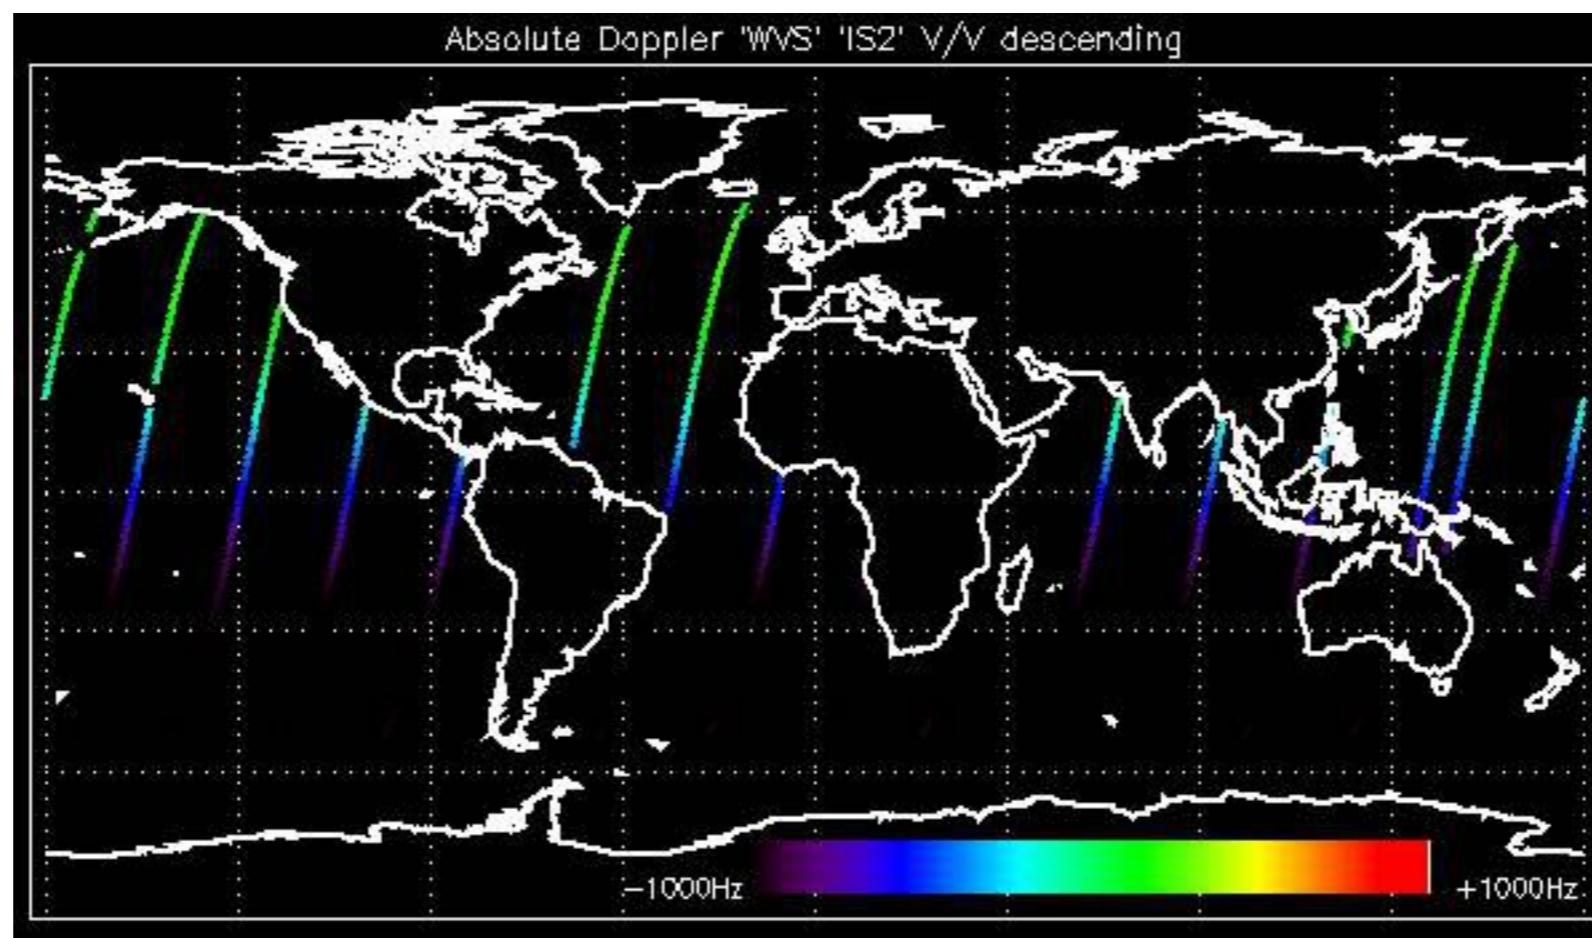 Absolute Doppler 'WVS' 'IS2' V/V descending
−1000Hz
+1000Hz